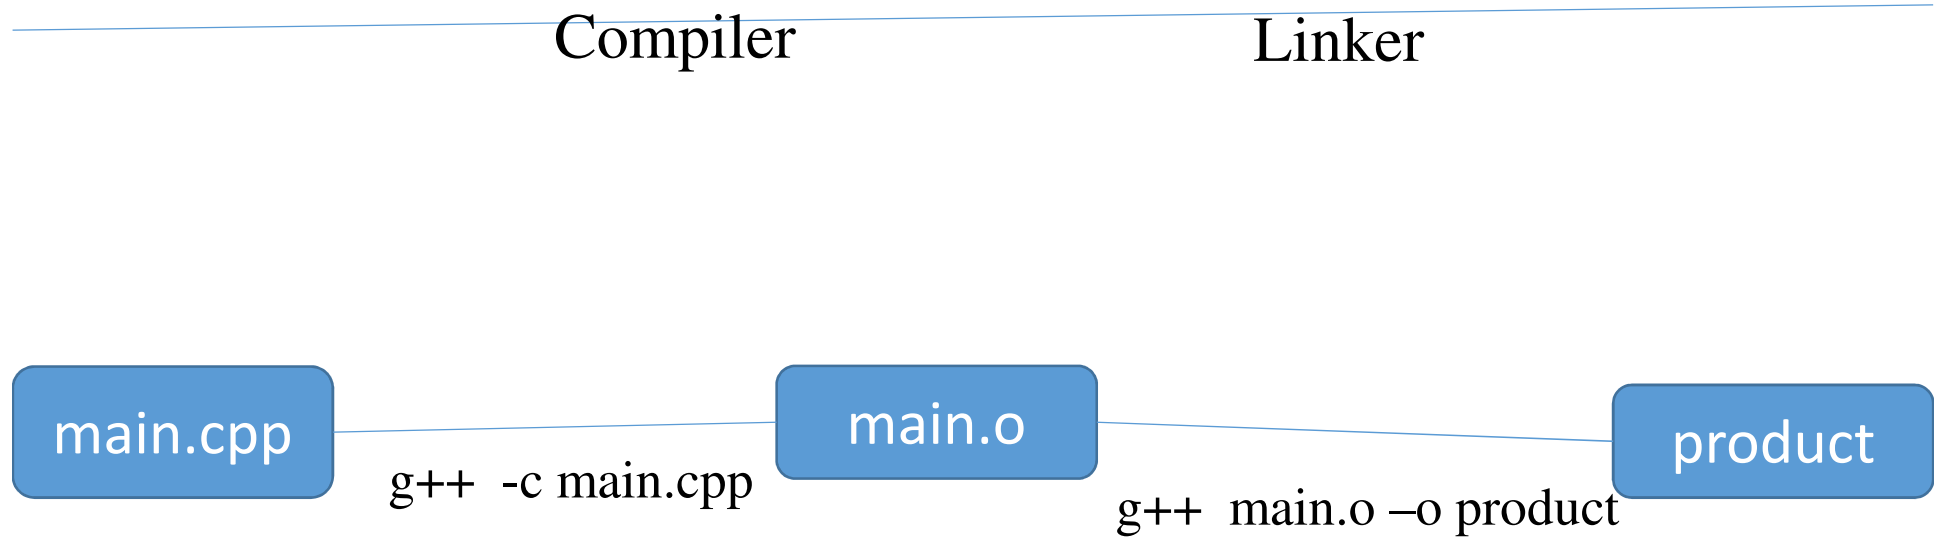 Compiler
Linker
main.cpp
main.o
product
g++  -c main.cpp
g++  main.o –o product